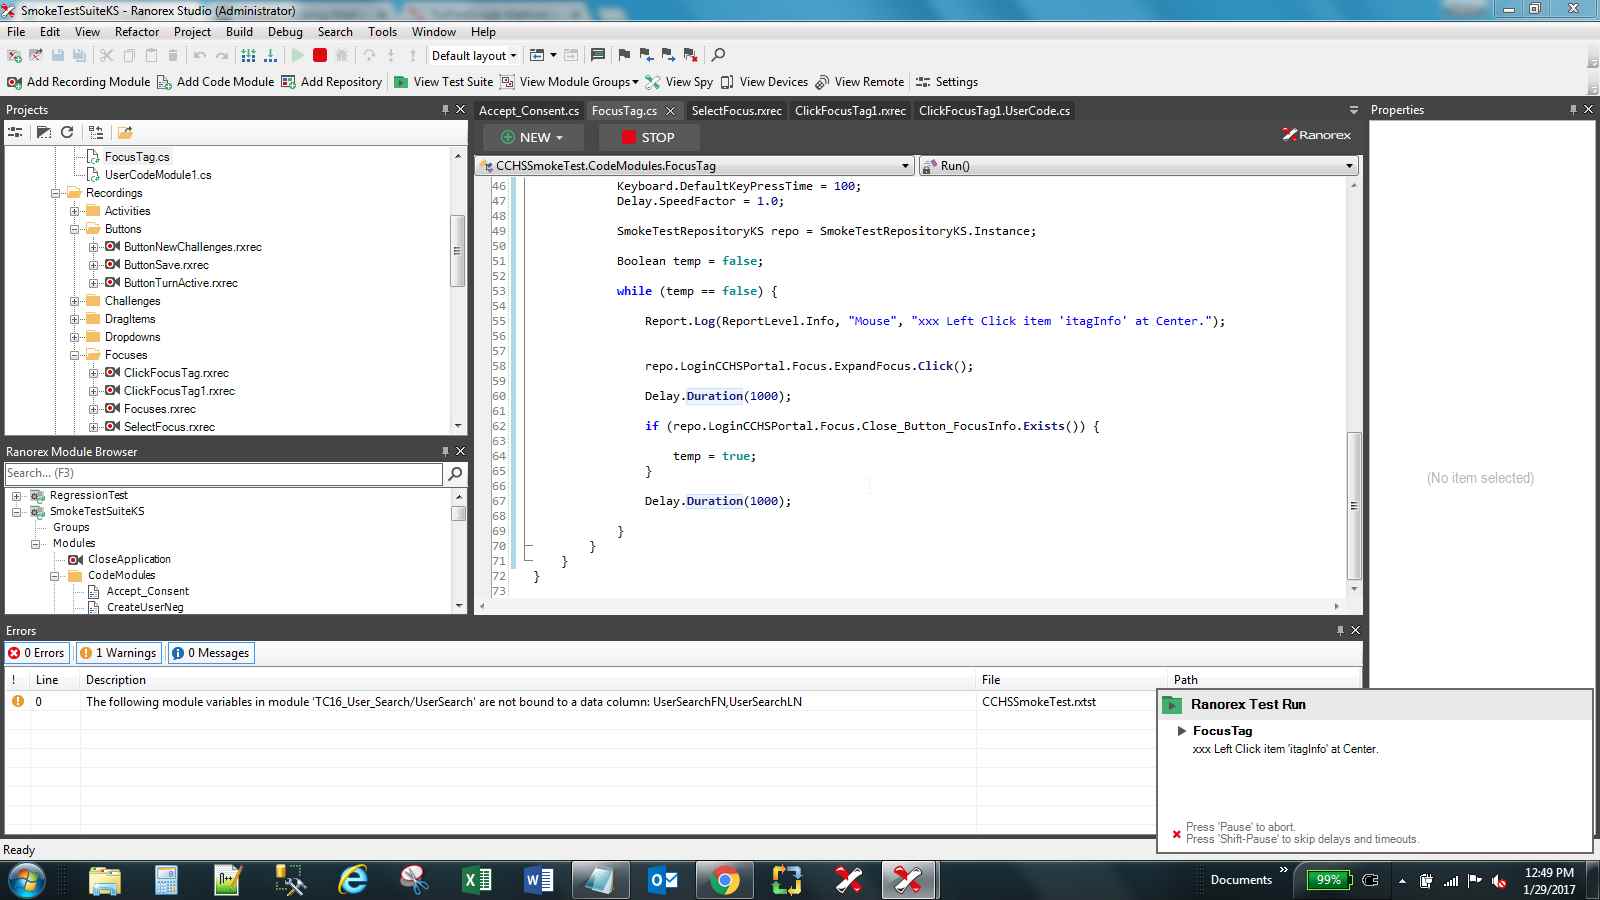 SmokeTestSuiteKS - Ranorex Studio (Administrator)
File Edit View Refactor Project Build Debug Search Tools Window Help
Default layout
Add Recording Module Add Code Module Add Repository View Test Suite View Module Groups View Spy View Devices View Remote Settings
Projects
FocusTag.cs
UserCodeModule1.cs
Recordings
Activities
Buttons
ButtonNewChallenges.rxrec
ButtonSave.rxrec
ButtonTurnActive.rxrec
Challenges
DragItems
Dropdowns
Focuses
ClickFocusTag.rxrec
ClickFocusTag1.rxrec
Focuses.rxrec
SelectFocus.rxrec
Ranorex Module Browser
Search... (F3)
RegressionTest
SmokeTestSuiteKS
Groups
Modules
CloseApplication
CodeModules
Accept_Consent
CreateUserNeg
Accept_Consent.cs FocusTag.cs SelectFocus.rxrec ClickFocusTag1.rxrec ClickFocusTag1.UserCode.cs
NEW STOP
Ranorex
CCHSSmokeTest.CodeModules.FocusTag Run()
46 Keyboard.DefaultKeyPressTime = 100;
47 Delay.SpeedFactor = 1.0;
48
49 SmokeTestRepositoryKS repo = SmokeTestRepositoryKS.Instance;
50
51 Boolean temp = false;
52
53 while (temp == false) {
54
55 Report.Log(ReportLevel.Info, "Mouse", "xxx Left Click item 'itagInfo' at Center.");
56
57
58 repo.LoginCCHSPortal.Focus.ExpandFocus.Click();
59
60 Delay.Duration(1000);
61
62 if (repo.LoginCCHSPortal.Focus.Close_Button_FocusInfo.Exists()) {
63
64 temp = true;
65 }
66
67 Delay.Duration(1000);
68
69 }
70 }
71 }
72 }
73
Properties
(No item selected)
Errors
0 Errors 1 Warnings 0 Messages
! Line Description File Path
0 The following module variables in module 'TC16_User_Search/UserSearch' are not bound to a data column: UserSearchFN,UserSearchLN CCHSSmokeTest.rxtst
Ranorex Test Run
FocusTag
xxx Left Click item 'itagInfo' at Center.
Press 'Pause' to abort.
Press 'Shift-Pause' to skip delays and timeouts.
Ready
Documents
99%
12:49 PM
1/29/2017